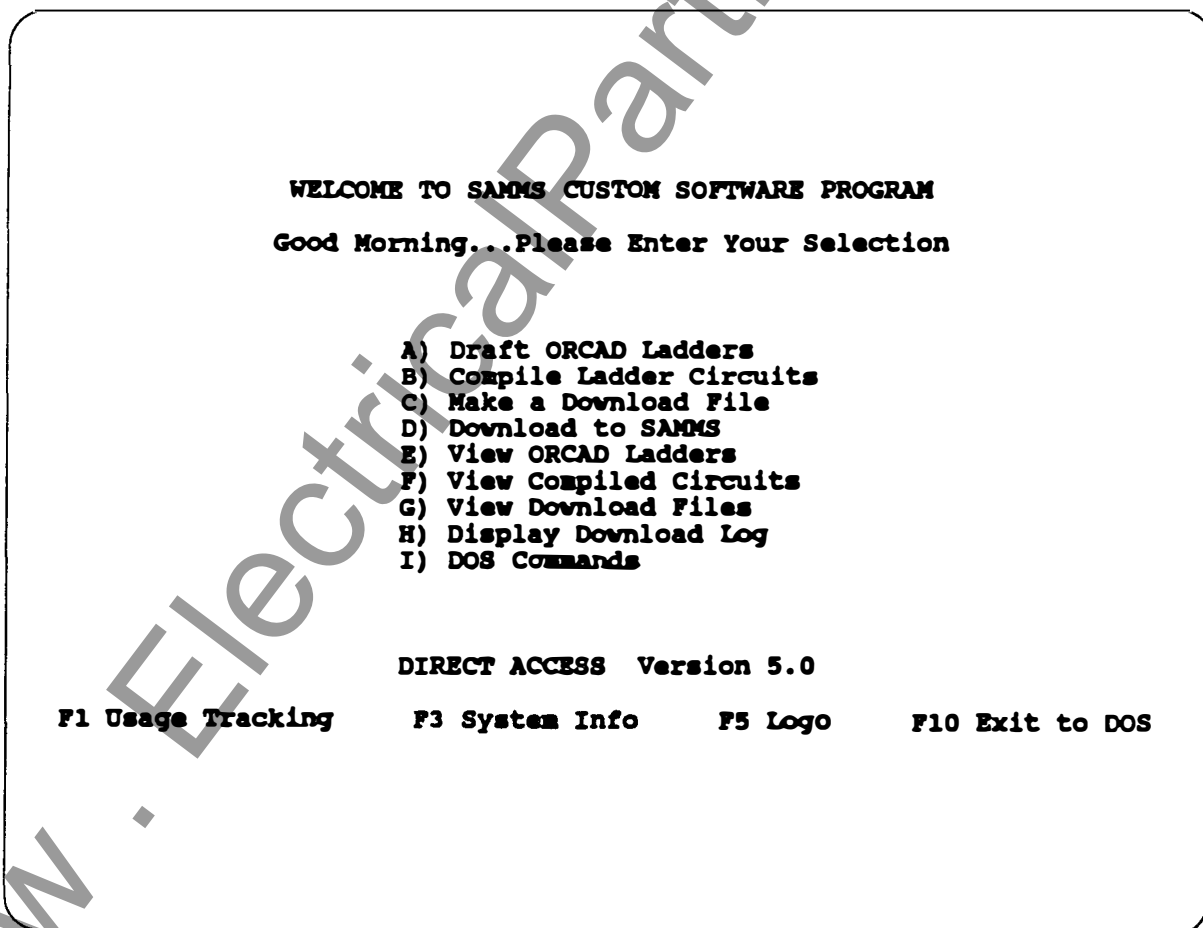 WELCOME TO SAMMS CUSTOM SOFTWARE PROGRAM
Good Morning...Please Enter Your Selection
A) Draft ORCAD Ladders
B) Compile Ladder Circuits
C) Make a Download File
D) Download to SAMMS
E) View ORCAD Ladders
F) View Compiled Circuits
G) View Download Files
H) Display Download Log
I) DOS Commands
DIRECT ACCESS Version 5.0
F1 Usage Tracking F3 System Info F5 Logo F10 Exit to DOS
w . ElectricalPart